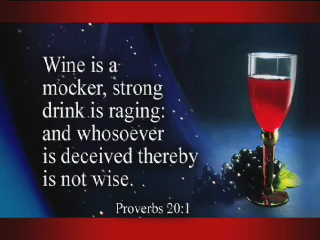 Wine is a
mocker, strong
drink is raging:
and whosoever
is deceived thereby
is not wise.
Proverbs 20:1